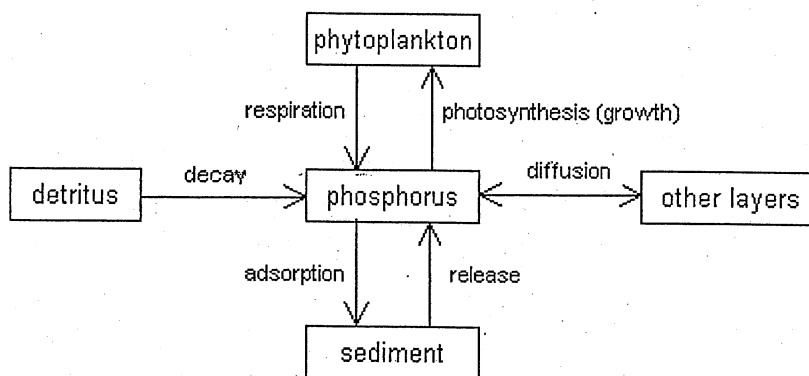 phytoplankton
respiration
photosynthesis (growth)
detritus
decay
phosphorus
diffusion
other layers
adsorption
release
sediment